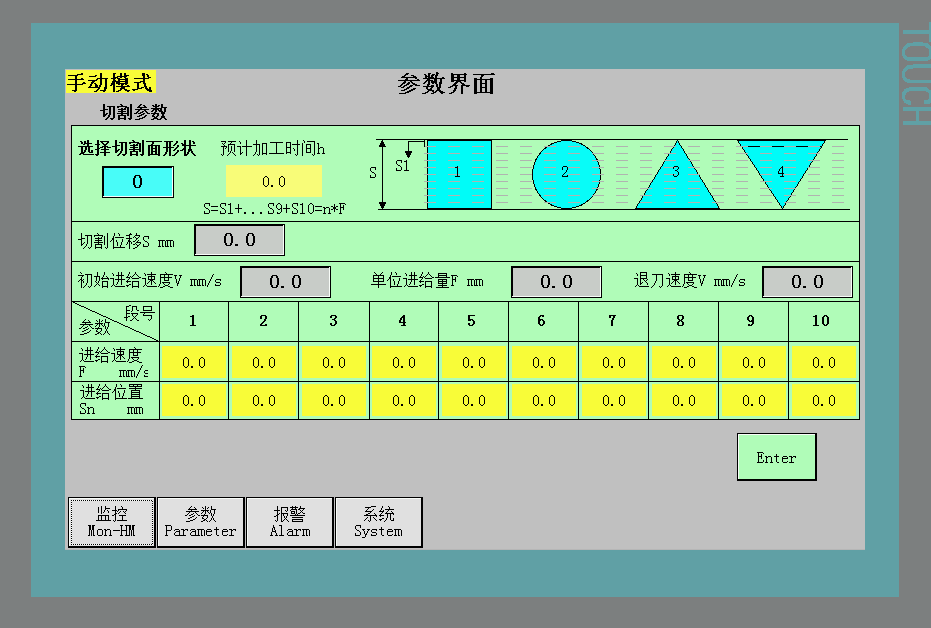 TOUCH
手动模式 参数界面
切割参数
选择切割面形状 预计加工时间h
0 0.0 S S1 1 2 3 4
S=S1+...S9+S10=n*F
切割位移S mm 0.0
初始进给速度V mm/s 0.0 单位进给量F mm 0.0 退刀速度V mm/s 0.0
段号
参数 1 2 3 4 5 6 7 8 9 10
进给速度
F mm/s 0.0 0.0 0.0 0.0 0.0 0.0 0.0 0.0 0.0 0.0
进给位置
Sn mm 0.0 0.0 0.0 0.0 0.0 0.0 0.0 0.0 0.0 0.0
Enter
监控 参数 报警 系统
Mon-HM Parameter Alarm System